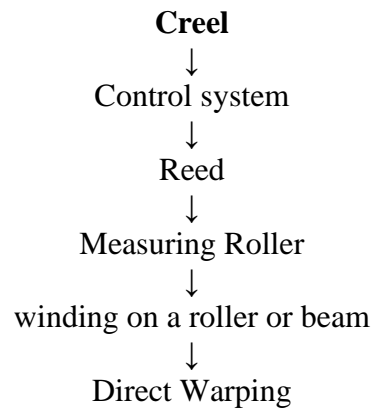 Creel
↓
Control system
↓
Reed
↓
Measuring Roller
↓
winding on a roller or beam
↓
Direct Warping